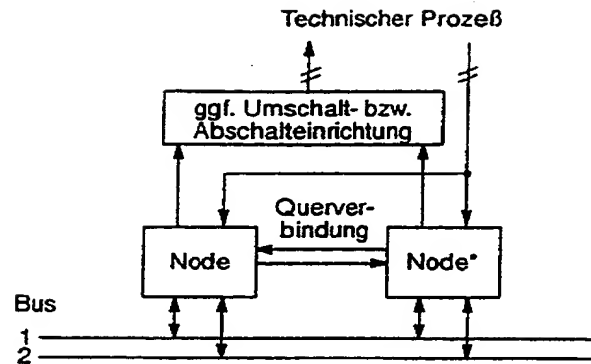 Technischer Prozeß
ggf. Umschalt- bzw.
Abschalteinrichtung
Querver-
bindung
Node
Node*
Bus
1
2